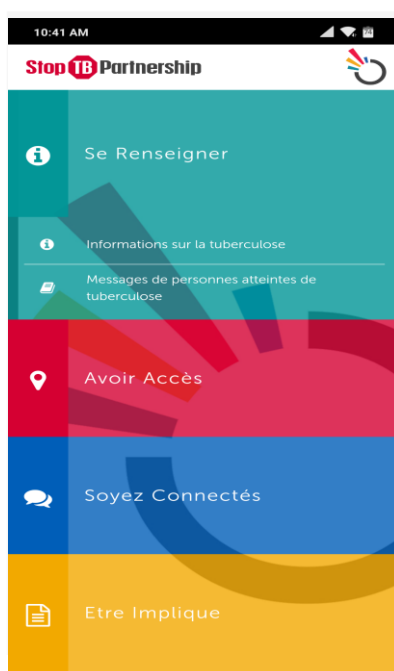 10:41 AM
74
Stop TB Partnership
Se Renseigner
Informations sur la tuberculose
Messages de personnes atteintes de
tuberculose
Avoir Accès
Soyez Connectés
Etre Implique